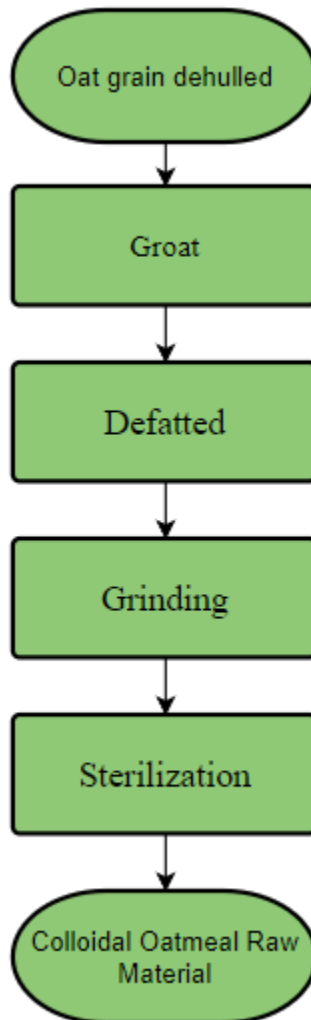 Oat grain dehulled
Groat
Defatted
Grinding
Sterilization
Colloidal Oatmeal Raw
Material